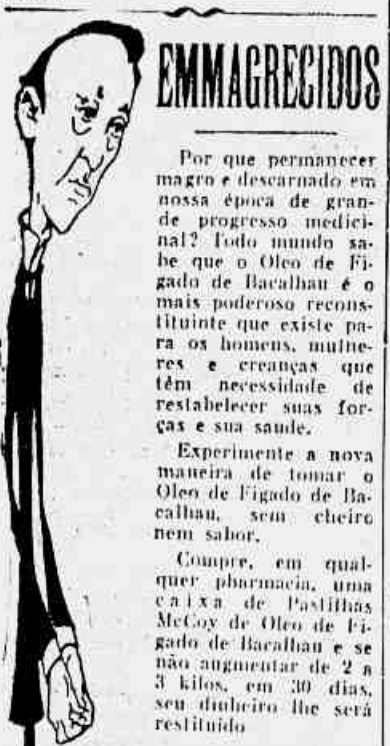 EMMAGRECIDOS
Por que permanecer
magro e descarnado em
nossa época de gran-
de progresso medici-
nal? Todo mundo sa-
be que o Oleo de Fi-
gado de Bacalhau é o
mais poderoso recons-
tituinte que existe pa-
ra os homens, mulhe-
res e creanças que
têm necessidade de
restabelecer suas for-
ças e sua saude.
Experimente a nova
maneira de tomar o
Oleo de Figado de Ba-
calhau, sem cheiro
nem sabor.
Compre, em qual-
quer pharmacia, uma
caixa de Pastilhas
McCoy de Oleo de Fi-
gado de Bacalhau e se
não augmentar de 2 a
3 kilos, em 30 dias,
seu dinheiro lhe será
restituido